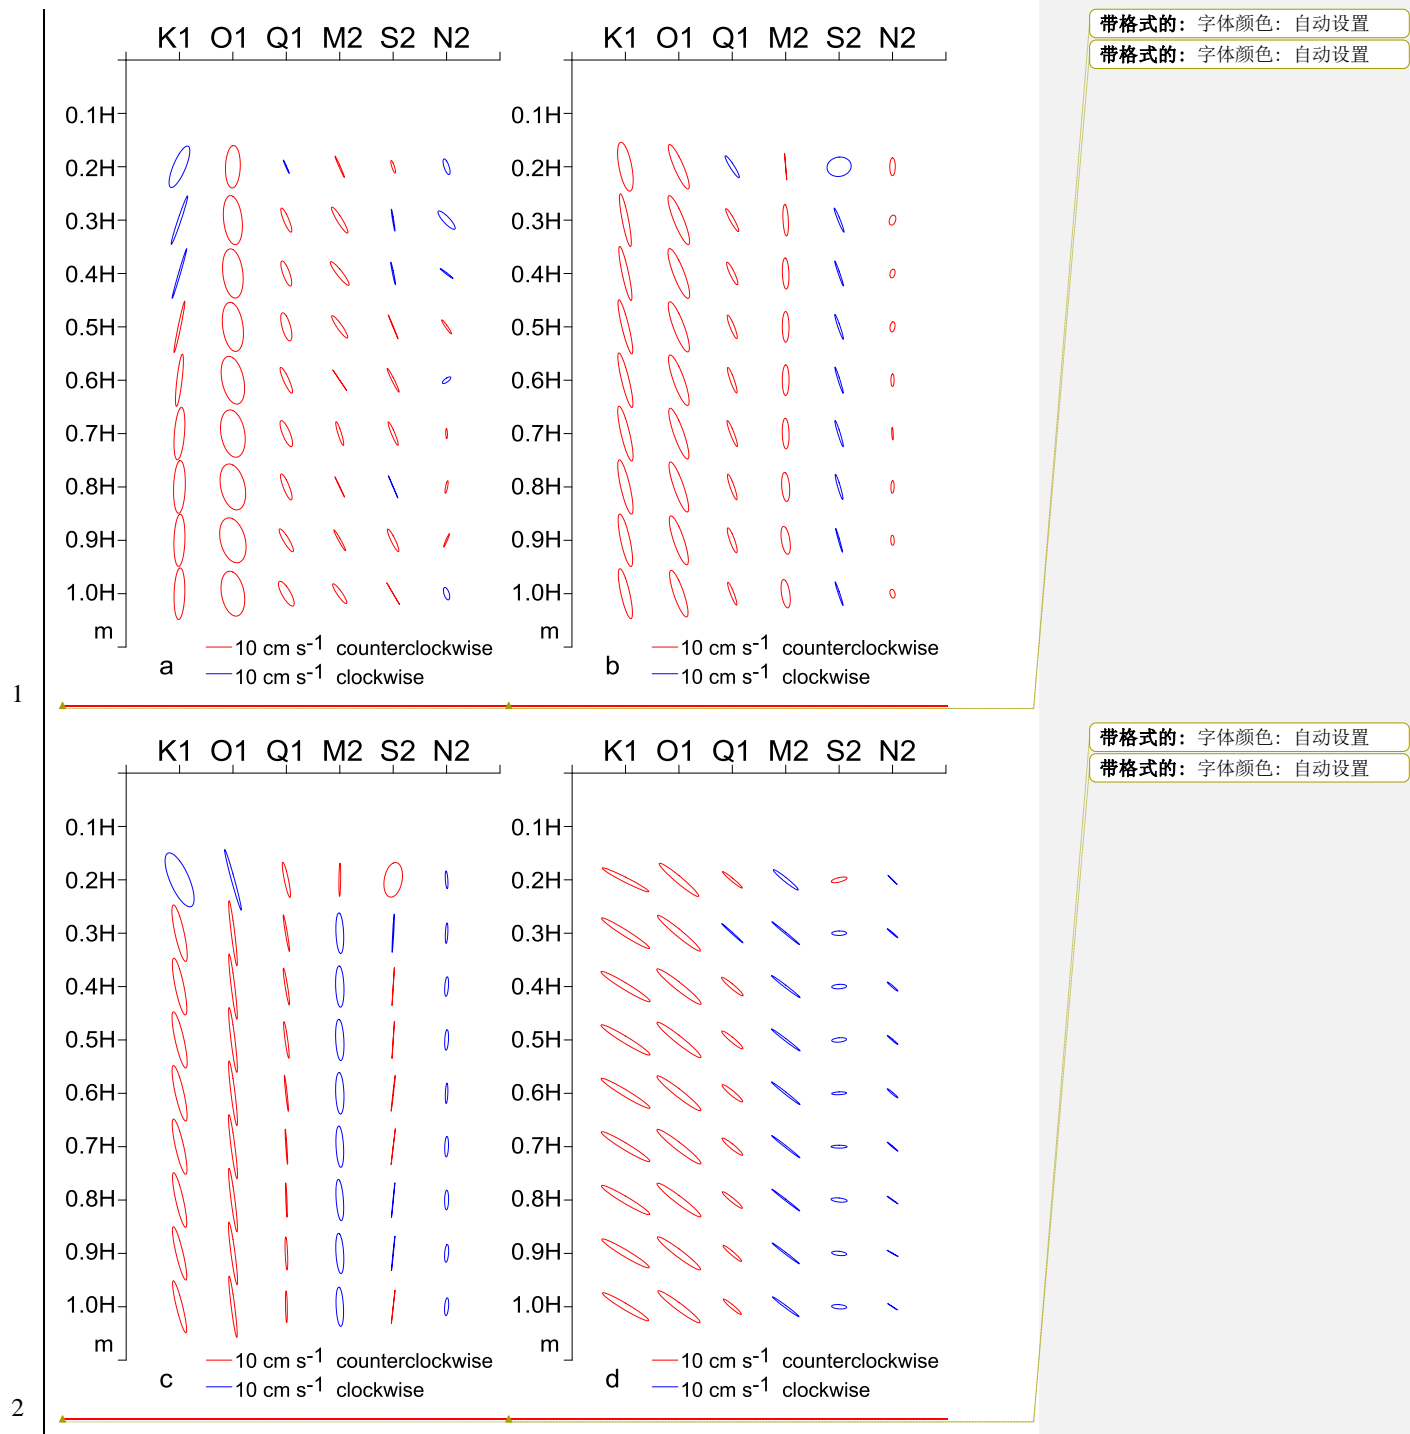 K1 O1 Q1 M2 S2 N2
0.1H
0.2H
0.3H
0.4H
0.5H
0.6H
0.7H
0.8H
0.9H
1.0H
m
10 cm s-1 counterclockwise
10 cm s-1 clockwise
a
K1 O1 Q1 M2 S2 N2
0.1H
0.2H
0.3H
0.4H
0.5H
0.6H
0.7H
0.8H
0.9H
1.0H
m
10 cm s-1 counterclockwise
10 cm s-1 clockwise
b
带格式的: 字体颜色: 自动设置
带格式的: 字体颜色: 自动设置
1
K1 O1 Q1 M2 S2 N2
0.1H
0.2H
0.3H
0.4H
0.5H
0.6H
0.7H
0.8H
0.9H
1.0H
m
10 cm s-1 counterclockwise
10 cm s-1 clockwise
c
K1 O1 Q1 M2 S2 N2
0.1H
0.2H
0.3H
0.4H
0.5H
0.6H
0.7H
0.8H
0.9H
1.0H
m
10 cm s-1 counterclockwise
10 cm s-1 clockwise
d
带格式的: 字体颜色: 自动设置
带格式的: 字体颜色: 自动设置
2